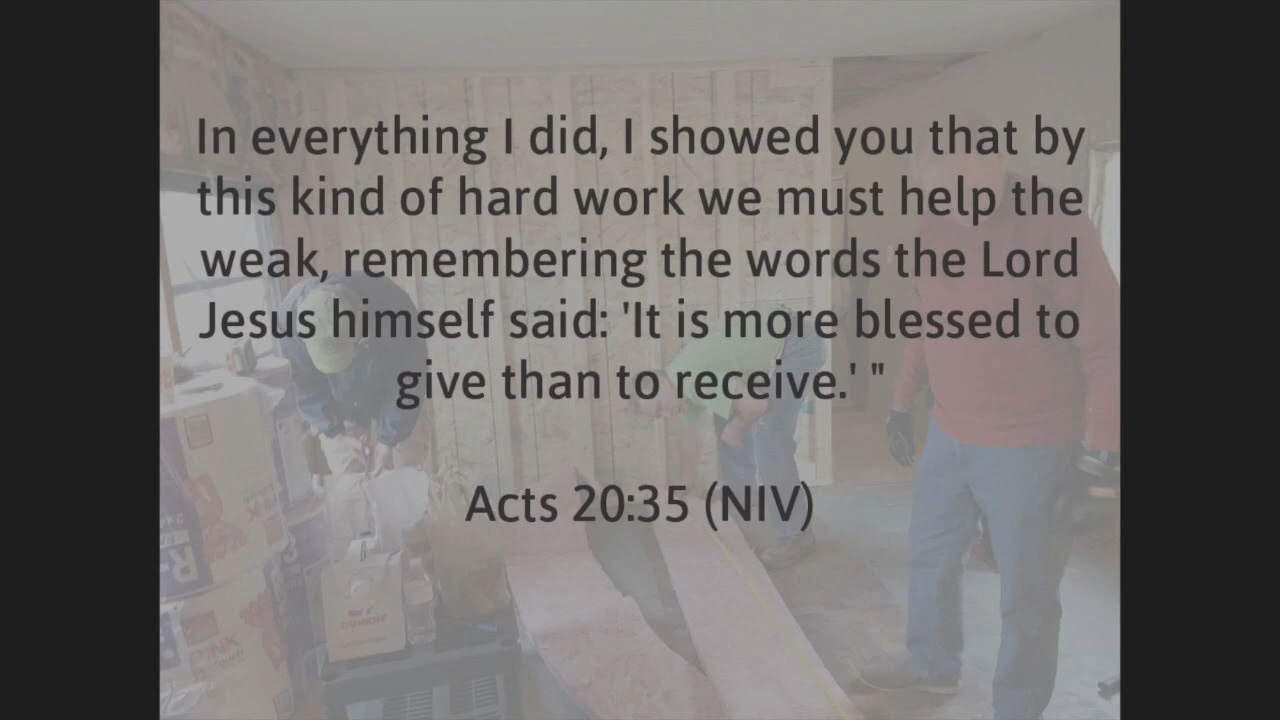 In everything I did, I showed you that by
this kind of hard work we must help the
weak, remembering the words the Lord
Jesus himself said: 'It is more blessed to
give than to receive.' "
Acts 20:35 (NIV)
DUNKIN'
PINK